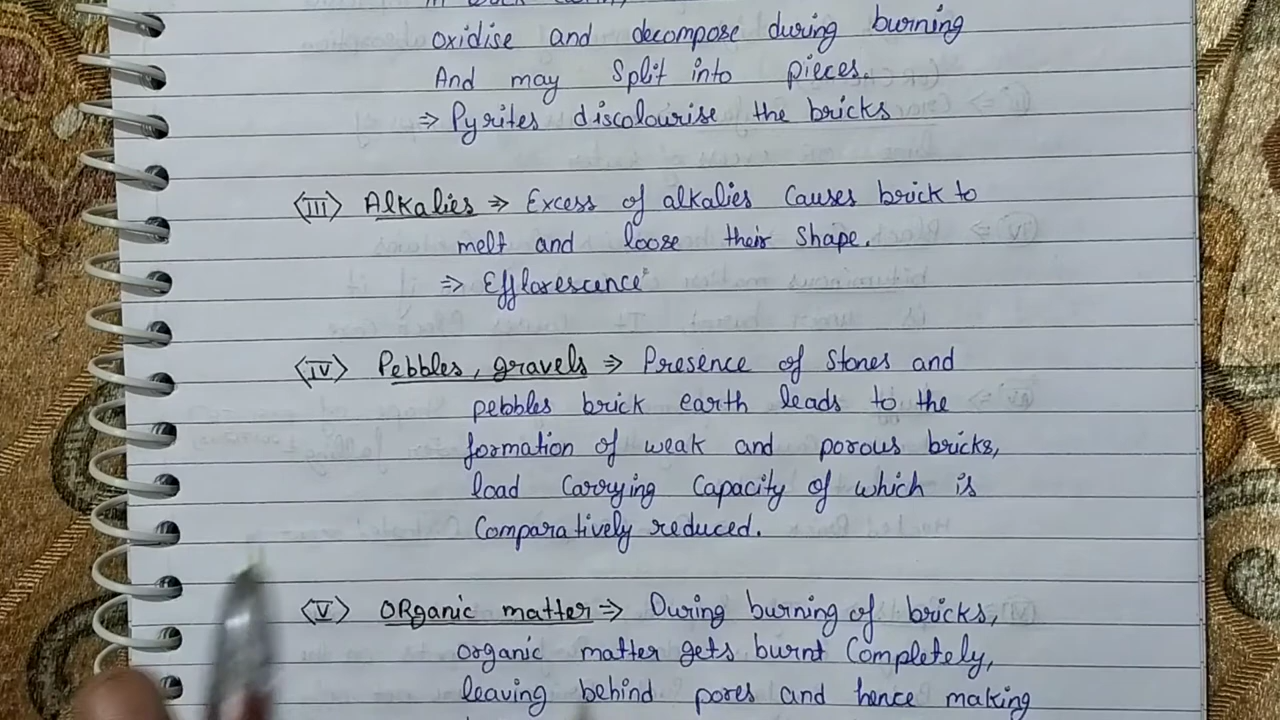 oxidise and decompose during burning
And may Split into pieces.
⇒ Pyrites discolourise the bricks
<III> Alkalies ⇒ Excess of alkalies Causes brick to
melt and loose their Shape.
⇒ Efflorescence
<IV> Pebbles, gravels ⇒ Presence of Stones and
pebbles brick earth leads to the
formation of weak and porous bricks,
load Carrying Capacity of which is
Comparatively reduced.
<V> ORganic matter ⇒ During burning of bricks,
organic matter gets burnt Completely,
leaving behind pores and hence making